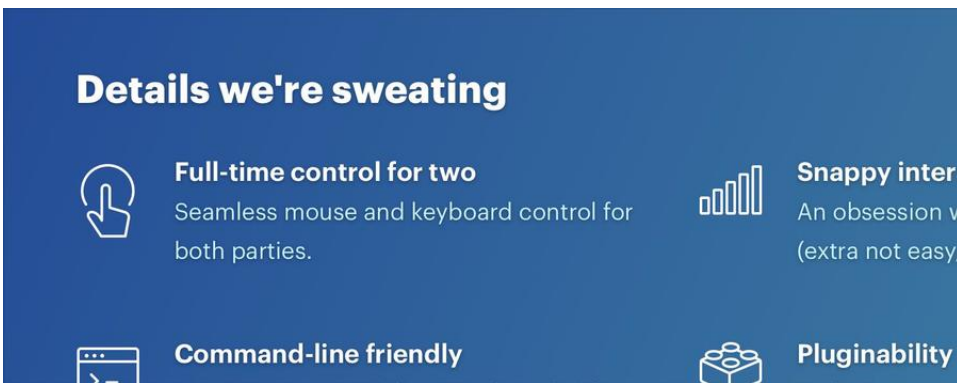 Details we're sweating
Full-time control for two
Seamless mouse and keyboard control for
both parties.
Snappy inter
An obsession w
(extra not easy,
Command-line friendly
Pluginability